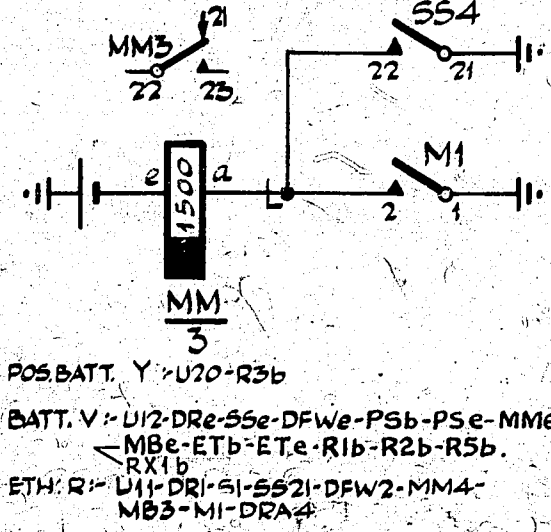 SS4
21
MM3
22 23
22 21
M1
e 1500 a
2 1
MM
3
POS.BATT. Y:-U20-R3b
BATT. V:-U12-DRe-SSe-DFWe-PSb-PSe-MMe
MBe-ETb-ETe-R1b-R2b-R5b.
RX1b
ETH. R:- U11-DR1-S1-SS21-DFW2-MM4-
MB3-M1-DRA4